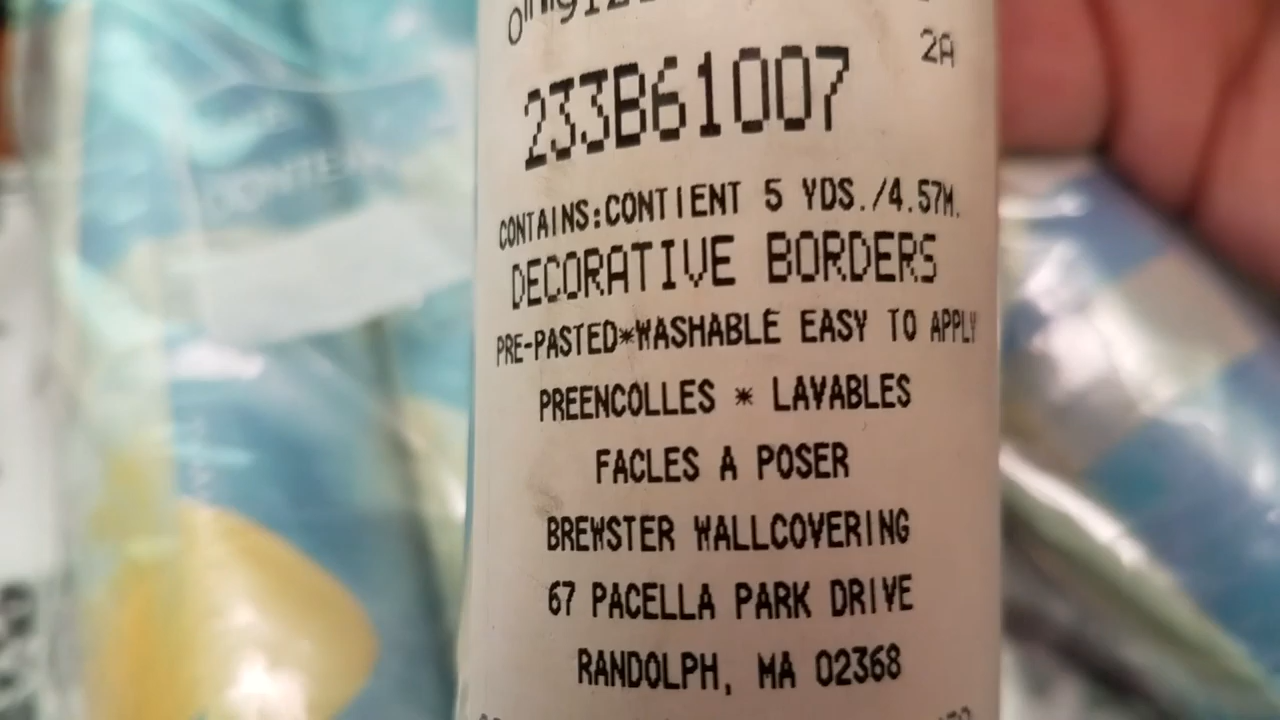 2A
233B61007
CONTAINS:CONTIENT 5 YDS./4.57M.
DECORATIVE BORDERS
PRE-PASTED*WASHABLE EASY TO APPLY
PREENCOLLES * LAVABLES
FACLES A POSER
BREWSTER WALLCOVERING
67 PACELLA PARK DRIVE
RANDOLPH, MA 02368